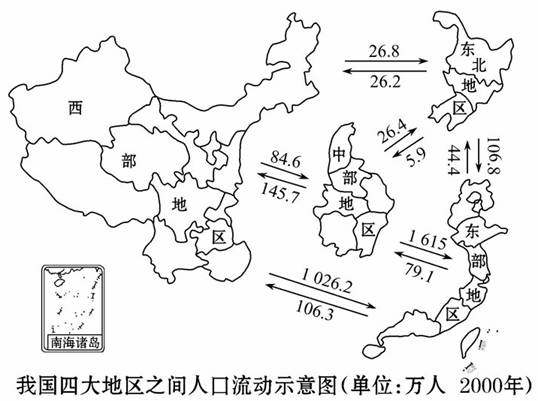 26.8
26.2
东
北
地
区
西
部
地
区
中
部
地
区
26.4
5.9
106.8
44.4
84.6
145.7
1 615
79.1
东
部
地
区
1 026.2
106.3
南海诸岛
我国四大地区之间人口流动示意图(单位:万人 2000年)